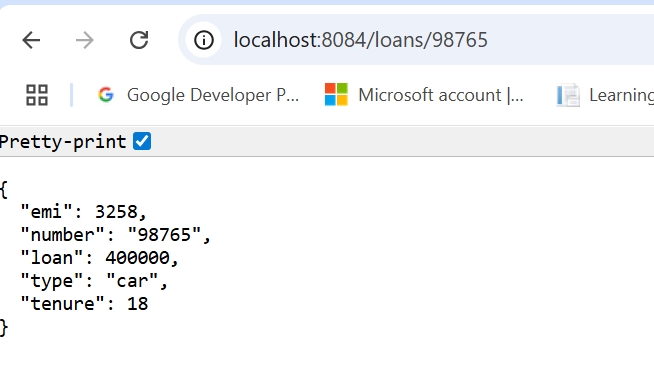 localhost:8084/loans/98765
Google Developer P... Microsoft account |... Learning
Pretty-print
{
  "emi": 3258,
  "number": "98765",
  "loan": 400000,
  "type": "car",
  "tenure": 18
}